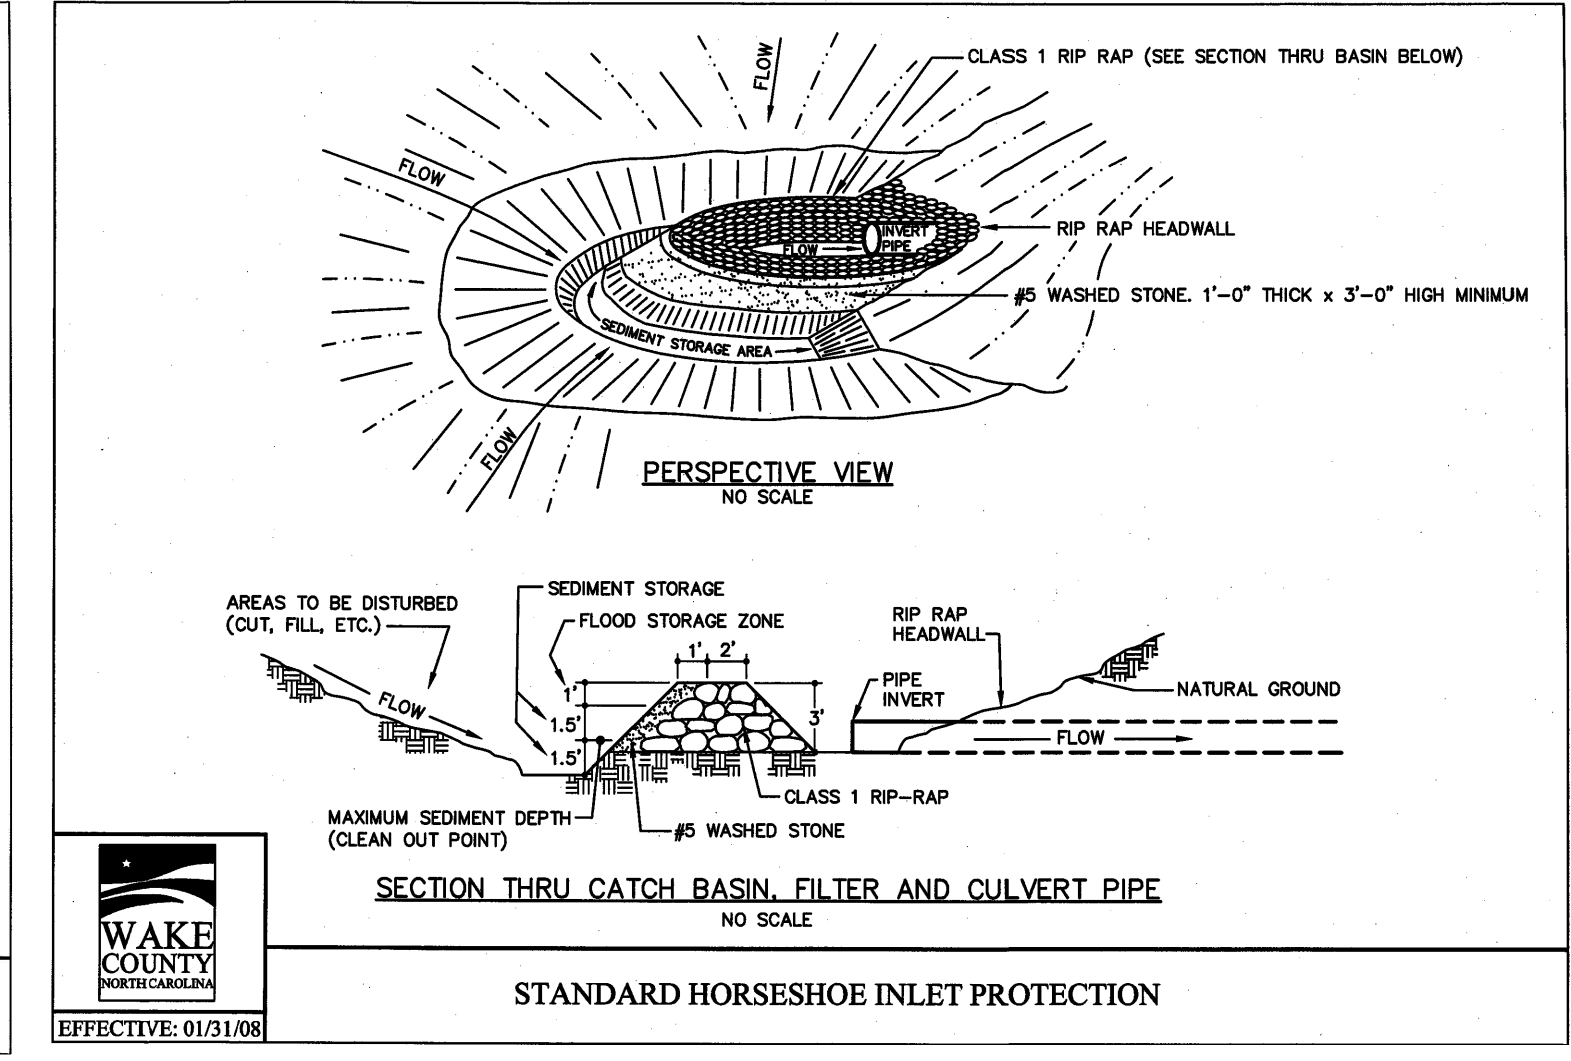 FLOW
CLASS 1 RIP RAP (SEE SECTION THRU BASIN BELOW)
FLOW
INVERT
PIPE
FLOW
RIP RAP HEADWALL
#5 WASHED STONE. 1'-0" THICK x 3'-0" HIGH MINIMUM
SEDIMENT STORAGE AREA
FLOW
PERSPECTIVE VIEW
NO SCALE
SEDIMENT STORAGE
AREAS TO BE DISTURBED
(CUT, FILL, ETC.)
FLOOD STORAGE ZONE
RIP RAP
HEADWALL
1' 2'
PIPE
INVERT
NATURAL GROUND
FLOW
1'
1.5'
1.5'
3'
FLOW
CLASS 1 RIP-RAP
MAXIMUM SEDIMENT DEPTH
(CLEAN OUT POINT)
#5 WASHED STONE
SECTION THRU CATCH BASIN, FILTER AND CULVERT PIPE
NO SCALE
WAKE
COUNTY
NORTH CAROLINA
EFFECTIVE: 01/31/08
STANDARD HORSESHOE INLET PROTECTION